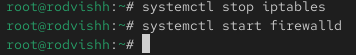 root@rodvishh:~# systemctl stop iptables
root@rodvishh:~# systemctl start firewalld
root@rodvishh:~#